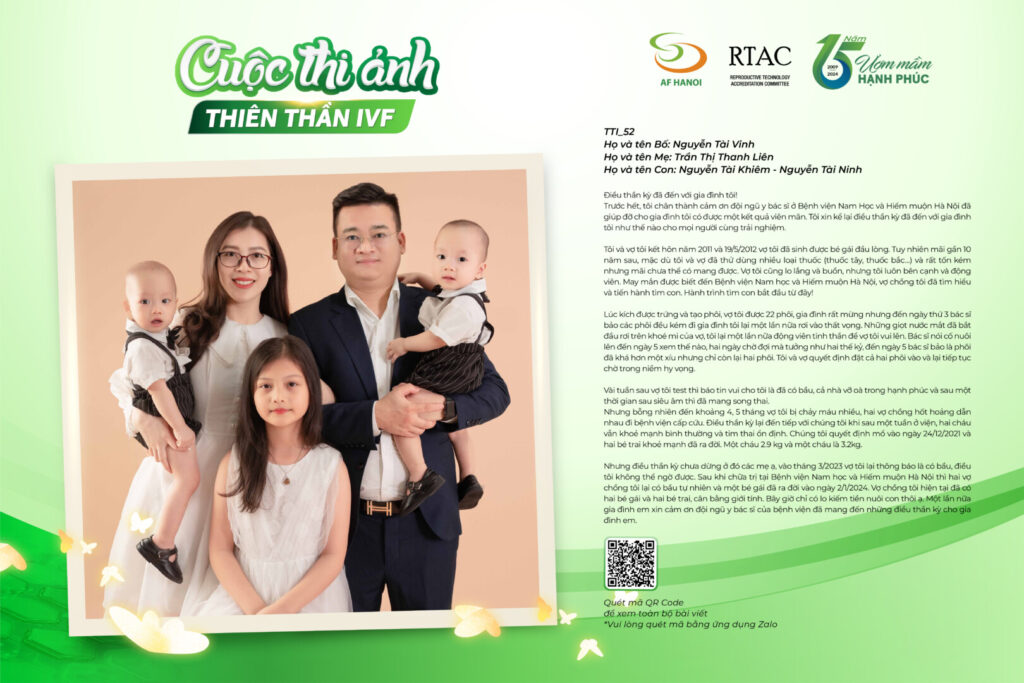 Cuộc thi ảnh
THIÊN THẦN IVF
AF HANOI
RTAC
REPRODUCTIVE TECHNOLOGY
ACCREDITATION COMMITTEE
15 Năm
2009
2024
Ươm mầm
HẠNH PHÚC
TTI_52
Họ và tên Bố: Nguyễn Tài Vinh
Họ và tên Mẹ: Trần Thị Thanh Liên
Họ và tên Con: Nguyễn Tài Khiêm - Nguyễn Tài Ninh
Điều thần kỳ đã đến với gia đình tôi!
Trước hết, tôi chân thành cảm ơn đội ngũ y bác sĩ ở Bệnh viện Nam Học và Hiếm muộn Hà Nội đã
giúp đỡ cho gia đình tôi có được một kết quả viên mãn. Tôi xin kể lại điều thần kỳ đã đến với gia đình
tôi như thế nào cho mọi người cùng trải nghiệm.
Tôi và vợ tôi kết hôn năm 2011 và 19/5/2012 vợ tôi đã sinh được bé gái đầu lòng. Tuy nhiên mãi gần 10
năm sau, mặc dù tôi và vợ đã thử dùng nhiều loại thuốc (thuốc tây, thuốc bắc...) và rất tốn kém
nhưng mãi chưa thể có mang được. Vợ tôi cũng lo lắng và buồn, nhưng tôi luôn bên cạnh và động
viên. May mắn được biết đến Bệnh viện Nam học và Hiếm muộn Hà Nội, vợ chồng tôi đã tìm hiểu
và tiến hành tìm con. Hành trình tìm con bắt đầu từ đây!
Lúc kích được trứng và tạo phôi, vợ tôi được 22 phôi, gia đình rất mừng nhưng đến ngày thứ 3 bác sĩ
báo các phôi đều kém đi gia đình tôi lại một lần nữa rơi vào thất vọng. Những giọt nước mắt đã bắt
đầu rơi trên khoé mi của vợ, tôi lại một lần nữa động viên tinh thần để vợ tôi vui lên. Bác sĩ nói cố nuôi
lên đến ngày 5 xem thế nào, hai ngày chờ đợi mà tưởng như hai thế kỷ, đến ngày 5 bác sĩ bảo là phôi
đã khá hơn một xíu nhưng chỉ còn lại hai phôi. Tôi và vợ quyết định đặt cả hai phôi vào và lại tiếp tục
chờ trong niềm hy vọng.
Vài tuần sau vợ tôi test thì báo tin vui cho tôi là đã có bầu, cả nhà vỡ oà trong hạnh phúc và sau một
thời gian sau siêu âm thì đã mang song thai.
Nhưng bỗng nhiên đến khoảng 4, 5 tháng vợ tôi bị chảy máu nhiều, hai vợ chồng hốt hoảng dẫn
nhau đi bệnh viện cấp cứu. Điều thần kỳ lại đến tiếp với chúng tôi khi sau một tuần ở viện, hai cháu
vẫn khoẻ mạnh bình thường và tim thai ổn định. Chúng tôi quyết định mổ vào ngày 24/12/2021 và
hai bé trai khoẻ mạnh đã ra đời. Một cháu 2.9 kg và một cháu là 3.2kg.
Nhưng điều thần kỳ chưa dừng ở đó các mẹ ạ, vào tháng 3/2023 vợ tôi lại thông báo là có bầu, điều
tôi không thể ngờ được. Sau khi chữa trị tại Bệnh viện Nam học và Hiếm muộn Hà Nội thì hai vợ
chồng tôi lại có bầu tự nhiên và một bé gái đã ra đời vào ngày 2/1/2024. Vợ chồng tôi hiện tại đã có
hai bé gái và hai bé trai, cân bằng giới tính. Bây giờ chỉ có lo kiếm tiền nuôi con thôi ạ. Một lần nữa
gia đình em xin cảm ơn đội ngũ y bác sĩ của bệnh viện đã mang đến những điều thần kỳ cho gia
đình em.
Quét mã QR Code
để xem toàn bộ bài viết
*Vui lòng quét mã bằng ứng dụng Zalo